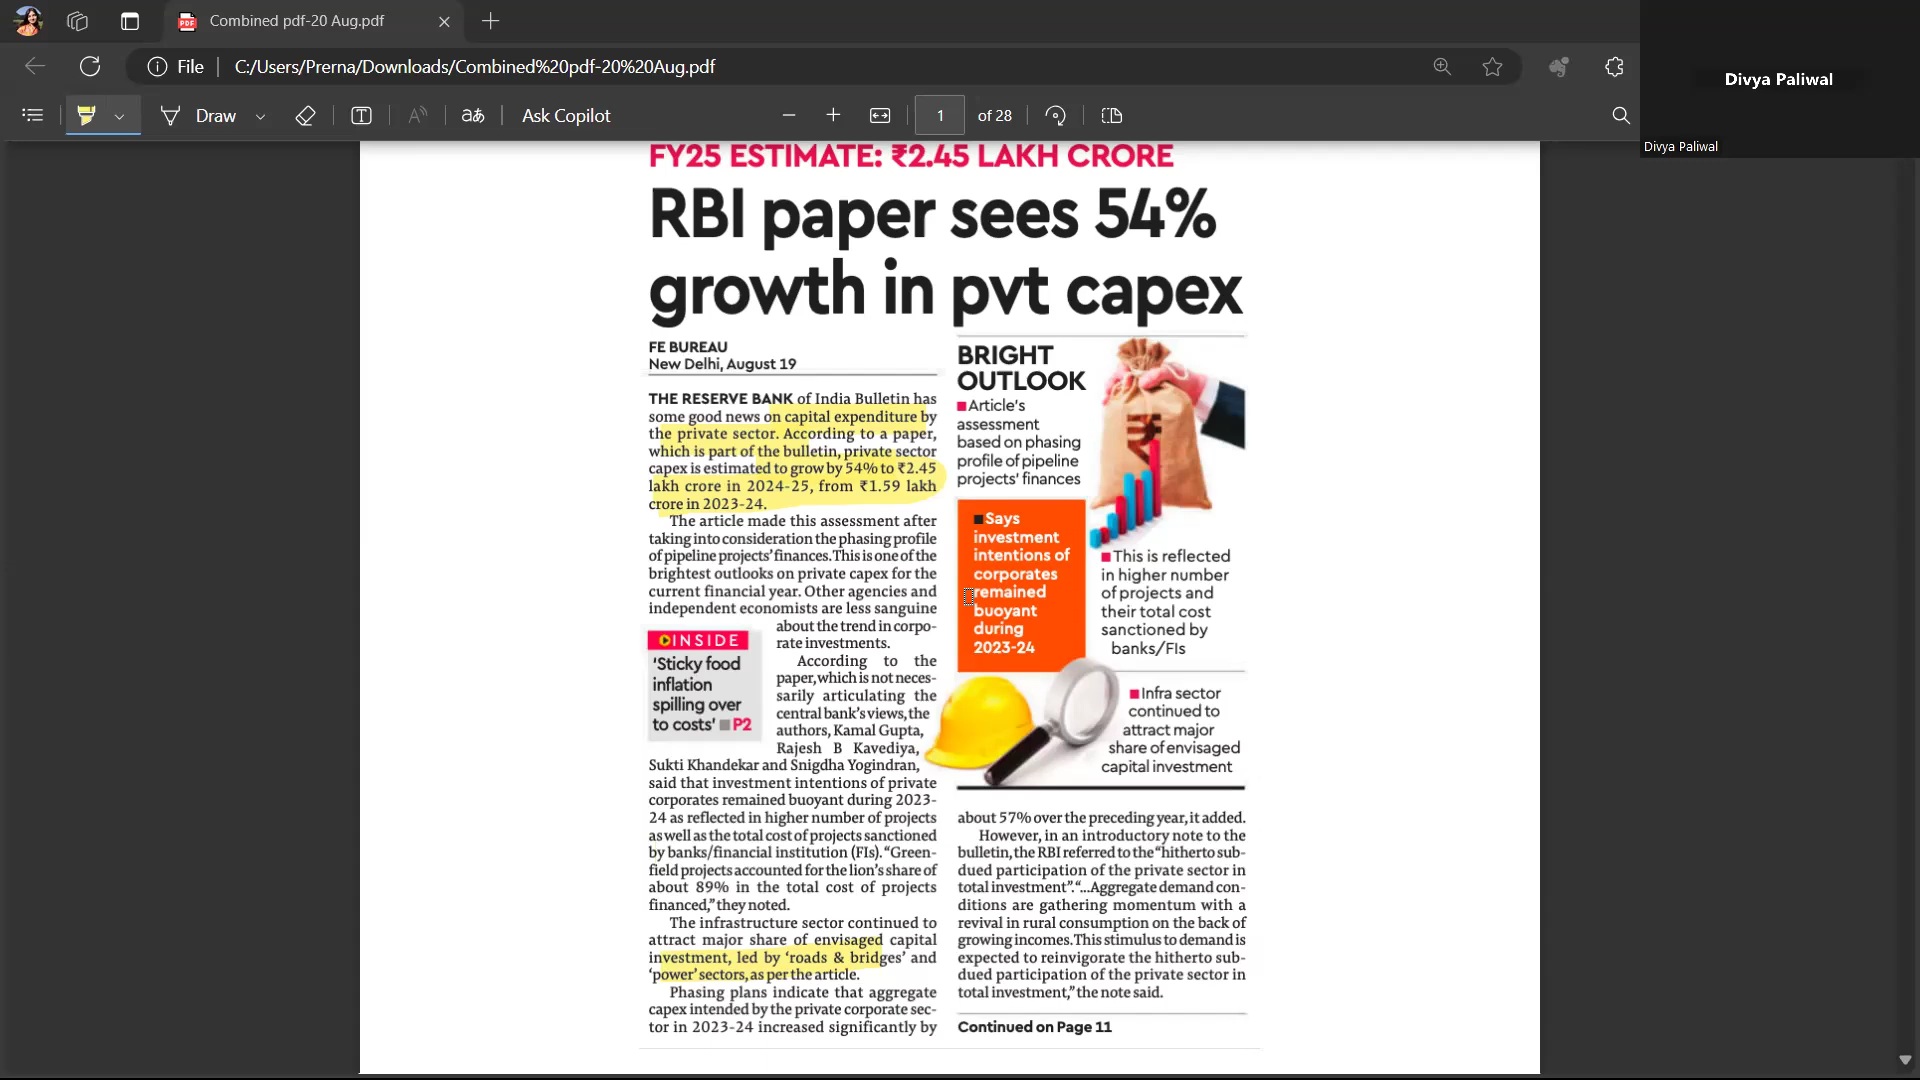 Combined pdf-20 Aug.pdf
File
C:/Users/Prerna/Downloads/Combined%20pdf-20%20Aug.pdf
Divya Paliwal
Divya Paliwal
Draw
aあ
Ask Copilot
1
of 28
FY25 ESTIMATE: ₹2.45 LAKH CRORE
RBI paper sees 54%
growth in pvt capex
FE BUREAU
New Delhi, August 19
THE RESERVE BANK of India Bulletin has
some good news on capital expenditure by
the private sector. According to a paper,
which is part of the bulletin, private sector
capex is estimated to grow by 54% to ₹2.45
lakh crore in 2024-25, from ₹1.59 lakh
crore in 2023-24.
The article made this assessment after
taking into consideration the phasing profile
of pipeline projects' finances. This is one of the
brightest outlooks on private capex for the
current financial year. Other agencies and
independent economists are less sanguine
about the trend in corpo-
rate investments.
INSIDE
'Sticky food
inflation
spilling over
to costs' P2
According to the
paper, which is not neces-
sarily articulating the
central bank's views, the
authors, Kamal Gupta,
Rajesh B Kavediya,
Sukti Khandekar and Snigdha Yogindran,
said that investment intentions of private
corporates remained buoyant during 2023-
24 as reflected in higher number of projects
as well as the total cost of projects sanctioned
by banks/financial institution (FIs). “Green-
field projects accounted for the lion's share of
about 89% in the total cost of projects
financed,” they noted.
The infrastructure sector continued to
attract major share of envisaged capital
investment, led by ‘roads & bridges’ and
‘power’ sectors, as per the article.
Phasing plans indicate that aggregate
capex intended by the private corporate sec-
tor in 2023-24 increased significantly by
BRIGHT
OUTLOOK
Article's
assessment
based on phasing
profile of pipeline
projects' finances
Says
investment
intentions of
corporates
remained
buoyant
during
2023-24
This is reflected
in higher number
of projects and
their total cost
sanctioned by
banks/FIs
Infra sector
continued to
attract major
share of envisaged
capital investment
about 57% over the preceding year, it added.
However, in an introductory note to the
bulletin, the RBI referred to the “hitherto sub-
dued participation of the private sector in
total investment”. “...Aggregate demand con-
ditions are gathering momentum with a
revival in rural consumption on the back of
growing incomes. This stimulus to demand is
expected to reinvigorate the hitherto sub-
dued participation of the private sector in
total investment,” the note said.
Continued on Page 11